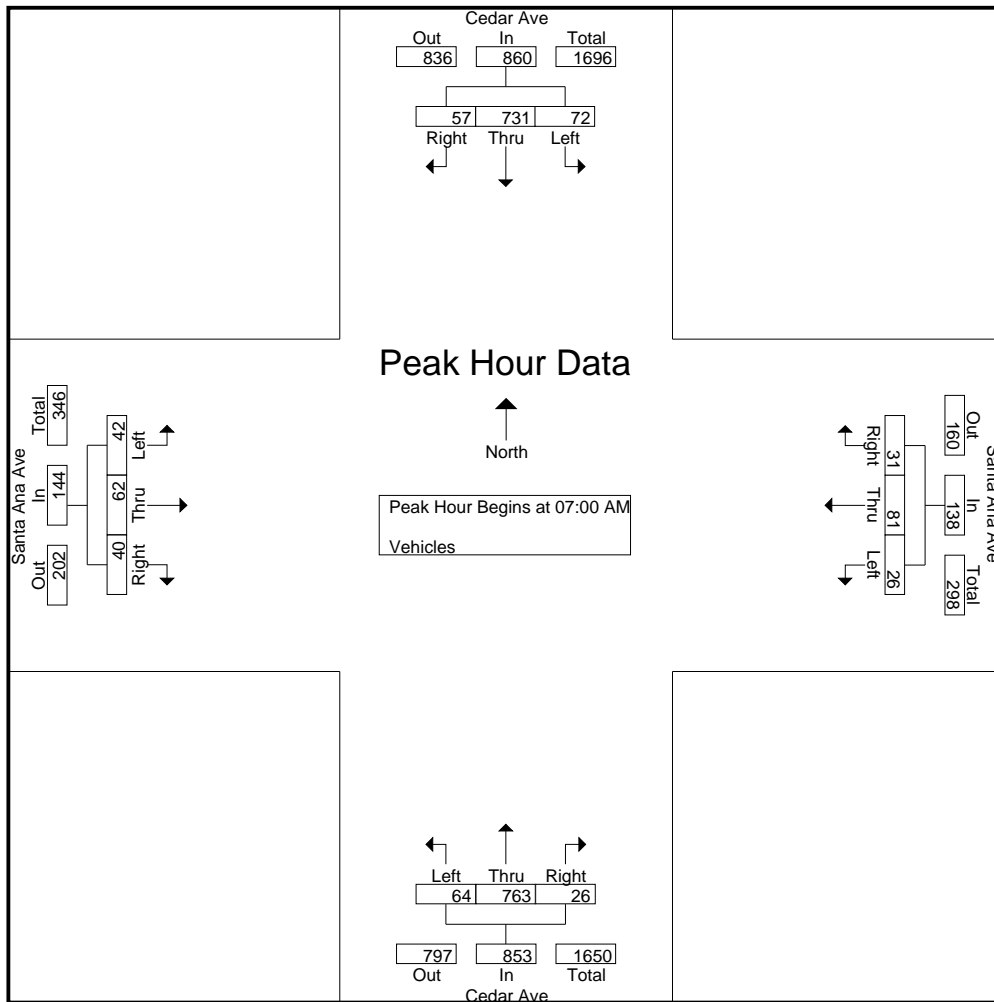 Cedar Ave
Out In Total
836 860 1696
57 731 72
Right Thru Left
Peak Hour Data
North
Peak Hour Begins at 07:00 AM
Vehicles
Santa Ana Ave
Total In Out
346 144 202
42 62 40
Left Thru Right
Santa Ana Ave
Out In Total
160 138 298
31 81 26
Right Thru Left
Left Thru Right
64 763 26
797 853 1650
Out In Total
Cedar Ave